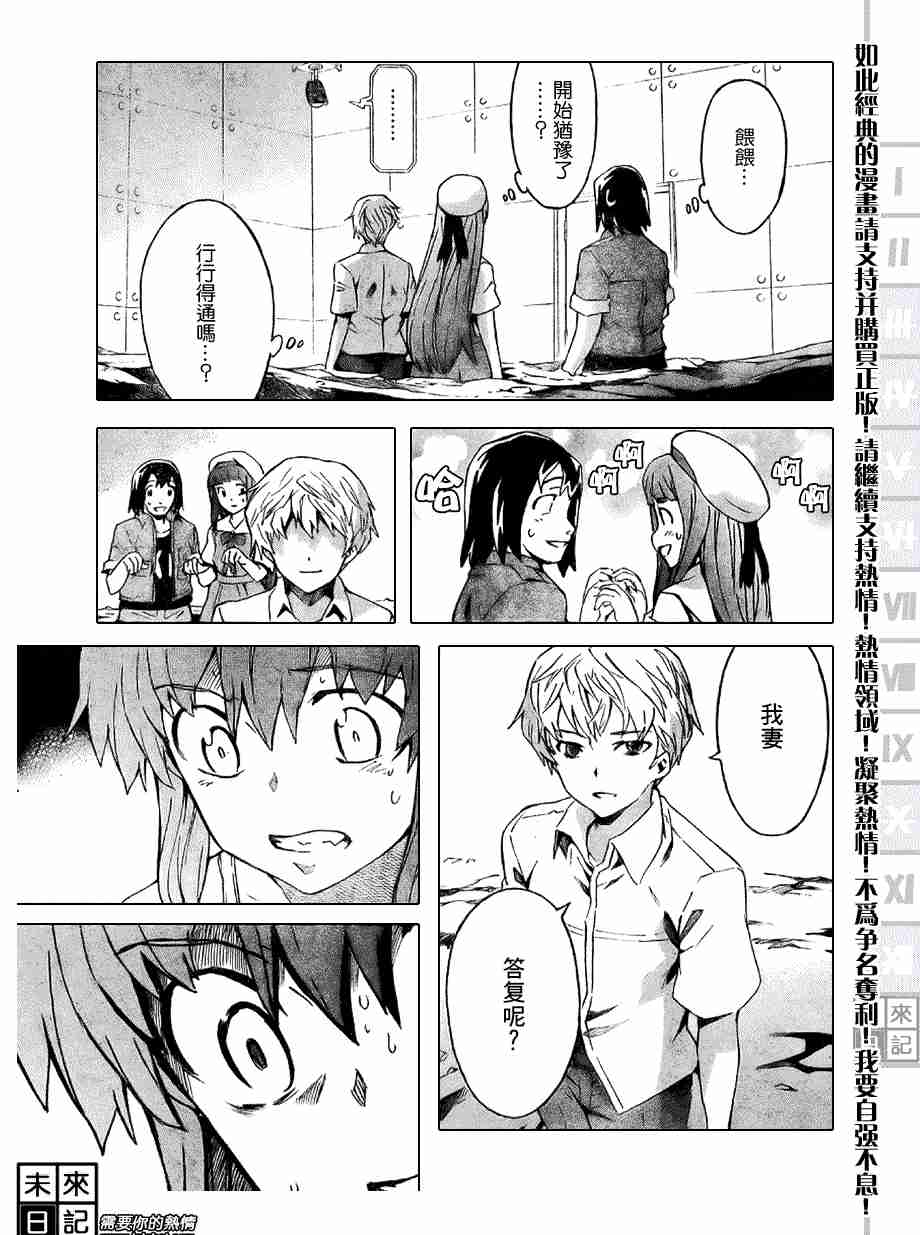 餵餵…
開始猶豫了
……?
………
行行得通嗎…?
啊
啊
啊
啊
哈
我妻
答复呢?
如此經典的漫畫請支持并購買正版!請繼續支持熱情!熱情領域!凝聚熱情!不爲争名奪利!我要自强不息!
I
II
III
IV
V
VI
VII
VIII
IX
X
XI
來
記
未來
日記
需要你的熱情